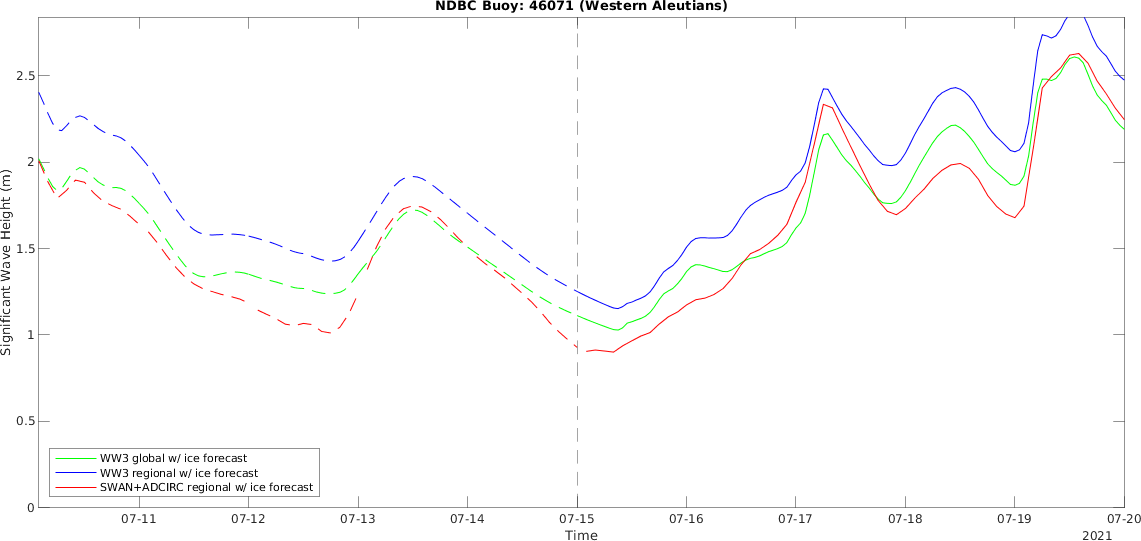 NDBC Buoy: 46071 (Western Aleutians)
Significant Wave Height (m)
2.5
2
1.5
1
0.5
0
WW3 global w/ ice forecast
WW3 regional w/ ice forecast
SWAN+ADCIRC regional w/ ice forecast
07-11 07-12 07-13 07-14 07-15 07-16 07-17 07-18 07-19 07-20
Time
2021